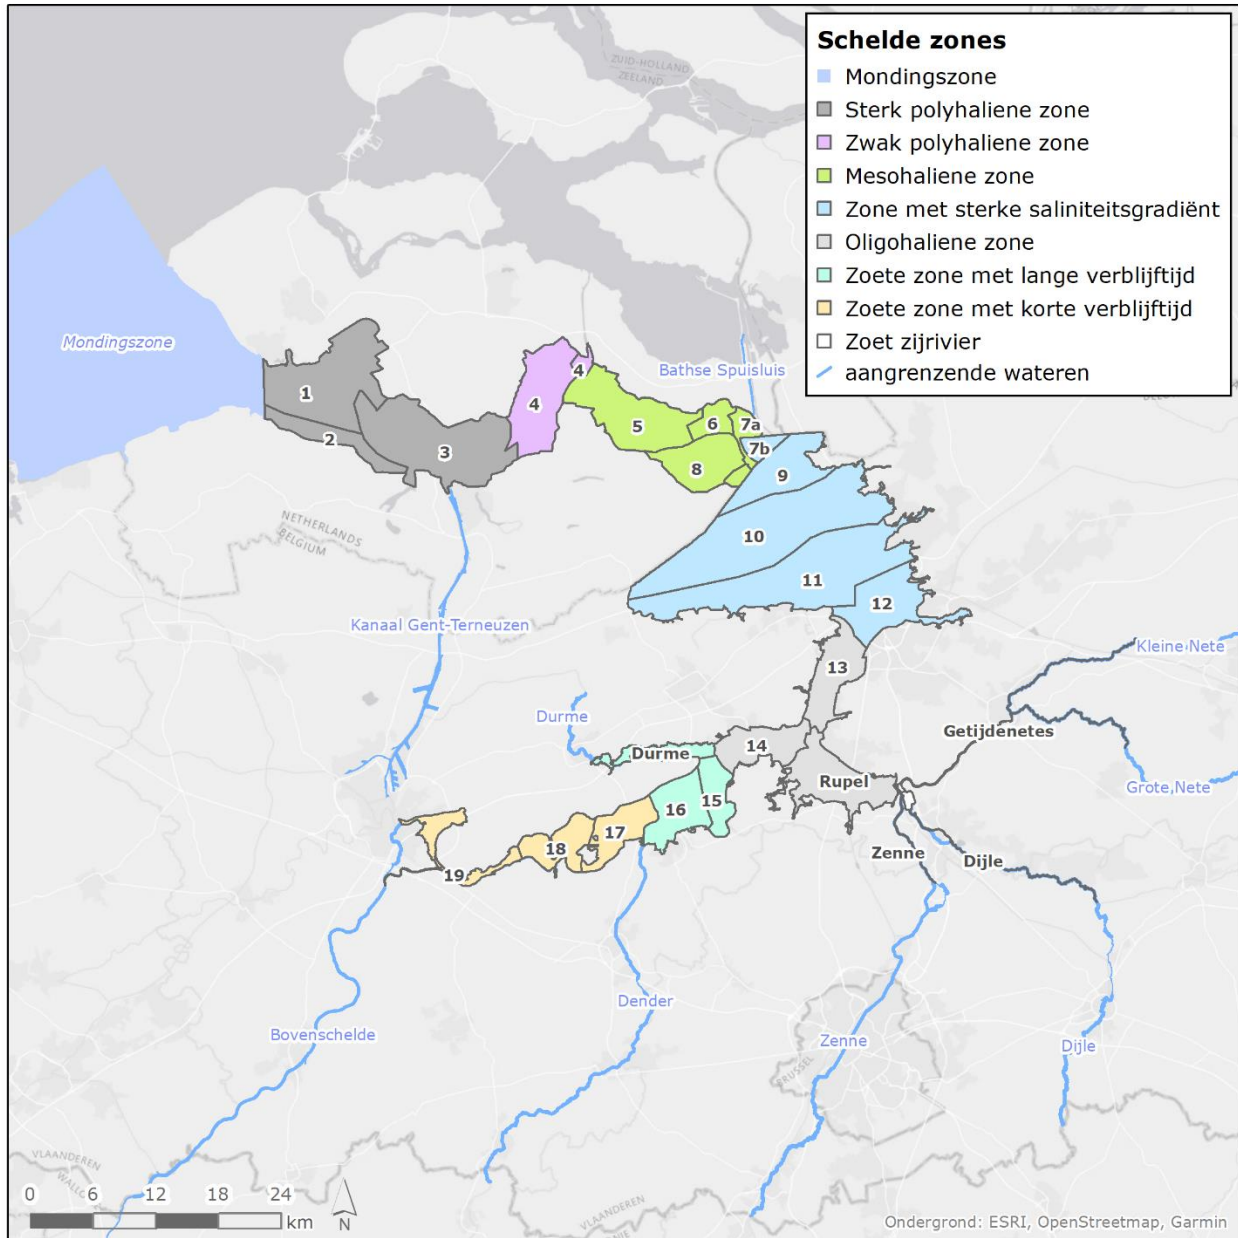 Schelde zones
Mondingszone
Sterk polyhaliene zone
Zwak polyhaliene zone
Mesohaliene zone
Zone met sterke saliniteitsgradiënt
Oligohaliene zone
Zoete zone met lange verblijftijd
Zoete zone met korte verblijftijd
Zoet zijrivier
aangrenzende wateren
ZUID-HOLLAND
ZEELAND
Mondingszone
Bathse Spuisluis
4
4
1
2
3
5
6
7a
7b
8
9
10
11
12
NETHERLANDS
BELGIUM
Kanaal Gent-Terneuzen
Kleine Nete
13
Durme
Getijdenetes
Durme
14
Rupel
Grote Nete
15
16
17
18
19
Zenne
Dijle
Dender
Bovenschelde
Zenne
Dijle
BRUSSEL
VLAANDEREN
VLAANDEREN
0 6 12 18 24
km
N
Ondergrond: ESRI, OpenStreetmap, Garmin